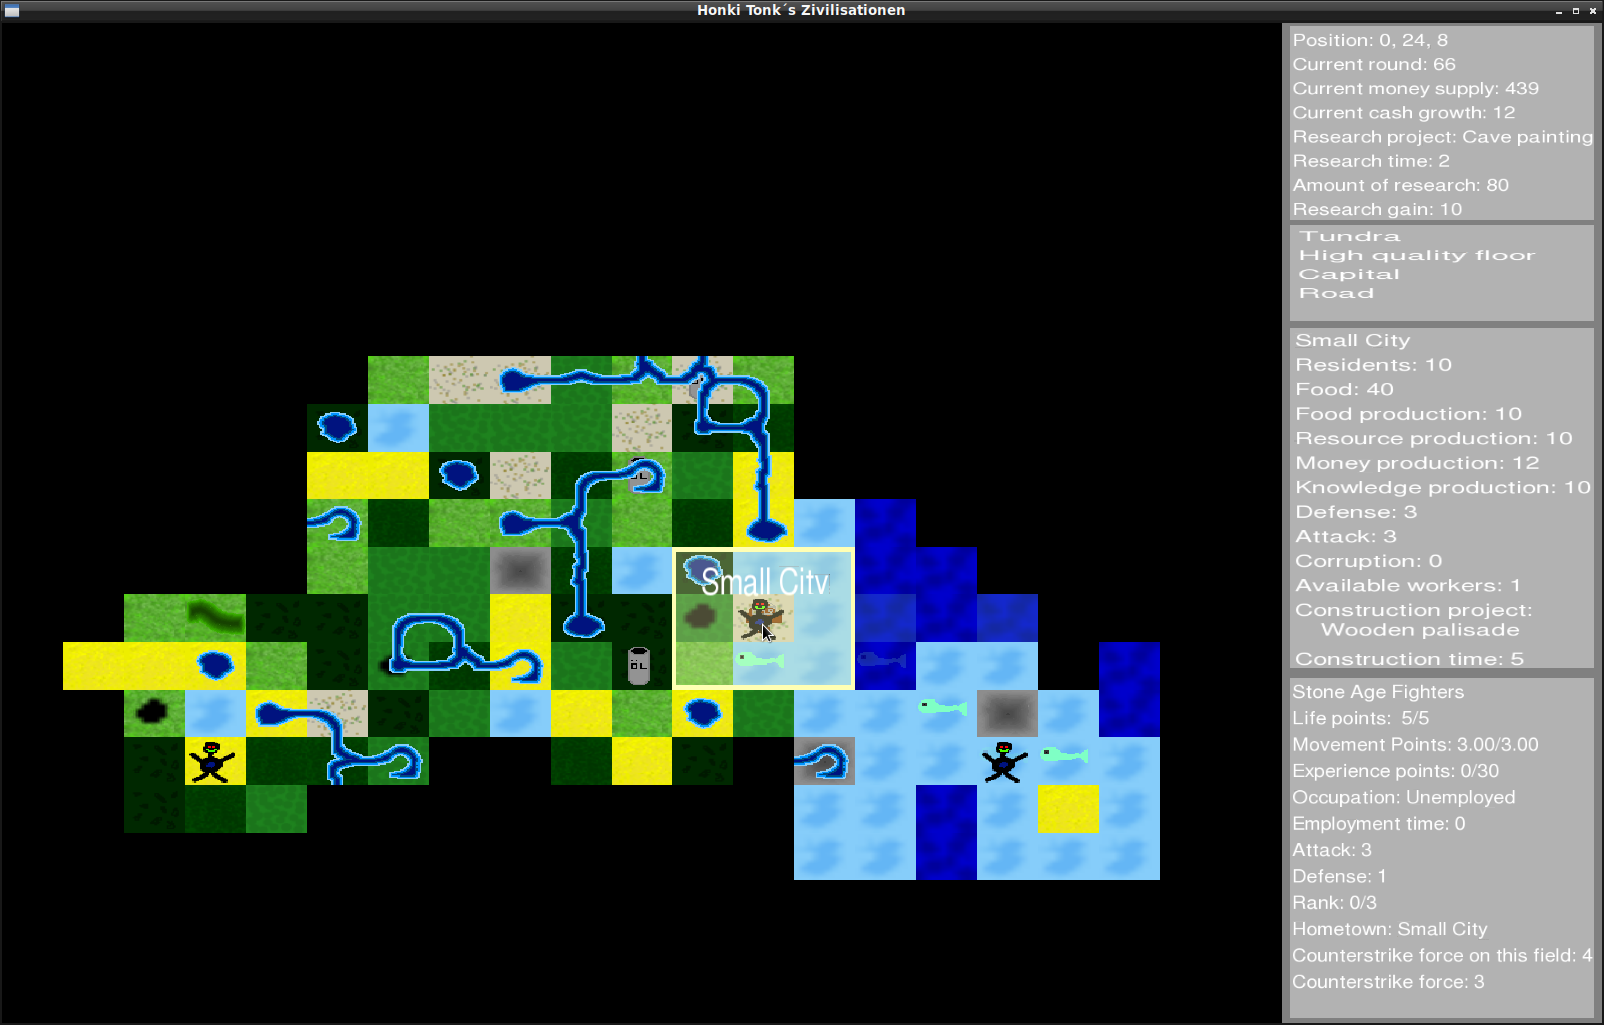 Honki Tonk´s Zivilisationen
Position: 0, 24, 8
Current round: 66
Current money supply: 439
Current cash growth: 12
Research project: Cave painting
Research time: 2
Amount of research: 80
Research gain: 10
Tundra
High quality floor
Capital
Road
Small City
Residents: 10
Food: 40
Food production: 10
Resource production: 10
Money production: 12
Knowledge production: 10
Defense: 3
Attack: 3
Corruption: 0
Available workers: 1
Construction project:
Wooden palisade
Construction time: 5
Stone Age Fighters
Life points: 5/5
Movement Points: 3.00/3.00
Experience points: 0/30
Occupation: Unemployed
Employment time: 0
Attack: 3
Defense: 1
Rank: 0/3
Hometown: Small City
Counterstrike force on this field: 4
Counterstrike force: 3
Small City